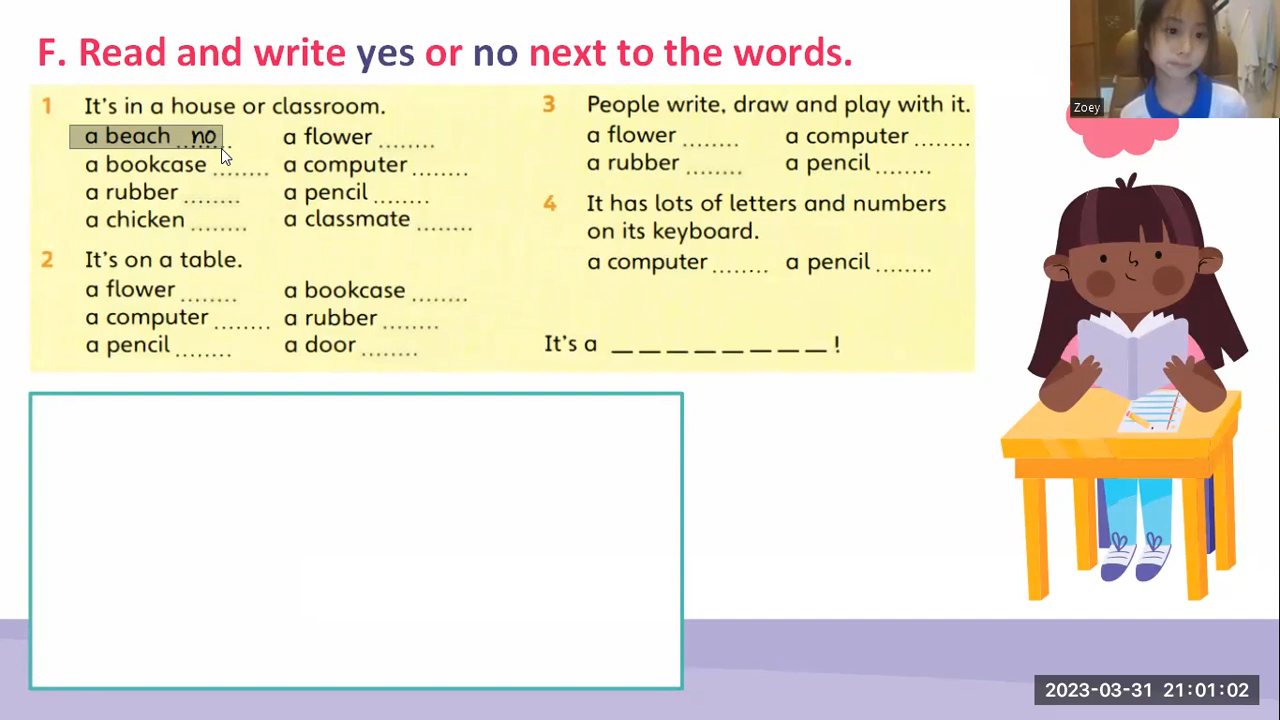 F. Read and write yes or no next to the words.
Zoey
1 It's in a house or classroom.
a beach no a flower ........
a bookcase ........ a computer ........
a rubber ........ a pencil ........
a chicken ........ a classmate ........
2 It's on a table.
a flower ........ a bookcase ........
a computer ........ a rubber ........
a pencil ........ a door ........
3 People write, draw and play with it.
a flower ........ a computer ........
a rubber ........ a pencil ........
4 It has lots of letters and numbers
on its keyboard.
a computer ........ a pencil ........
It's a _ _ _ _ _ _ _ _ !
2023-03-31 21:01:02